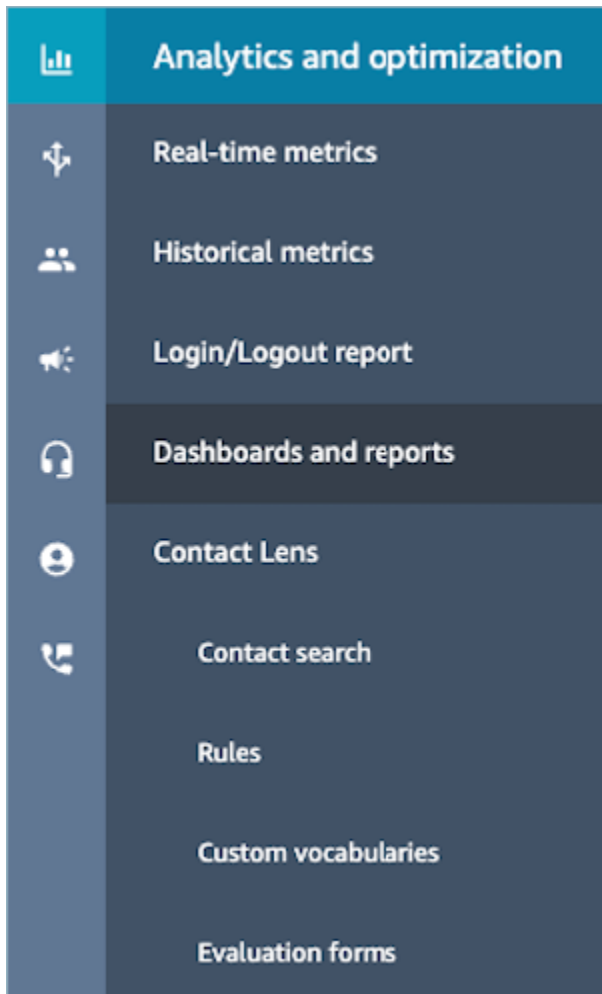 Analytics and optimization
Real-time metrics
Historical metrics
Login/Logout report
Dashboards and reports
Contact Lens
Contact search
Rules
Custom vocabularies
Evaluation forms